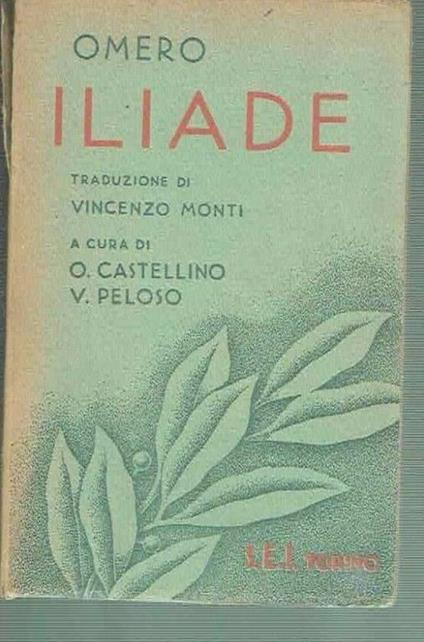 OMERO
ILIADE
TRADUZIONE DI
VINCENZO MONTI
A CURA DI
O. CASTELLINO
V. PELOSO
S.E.I. TORINO